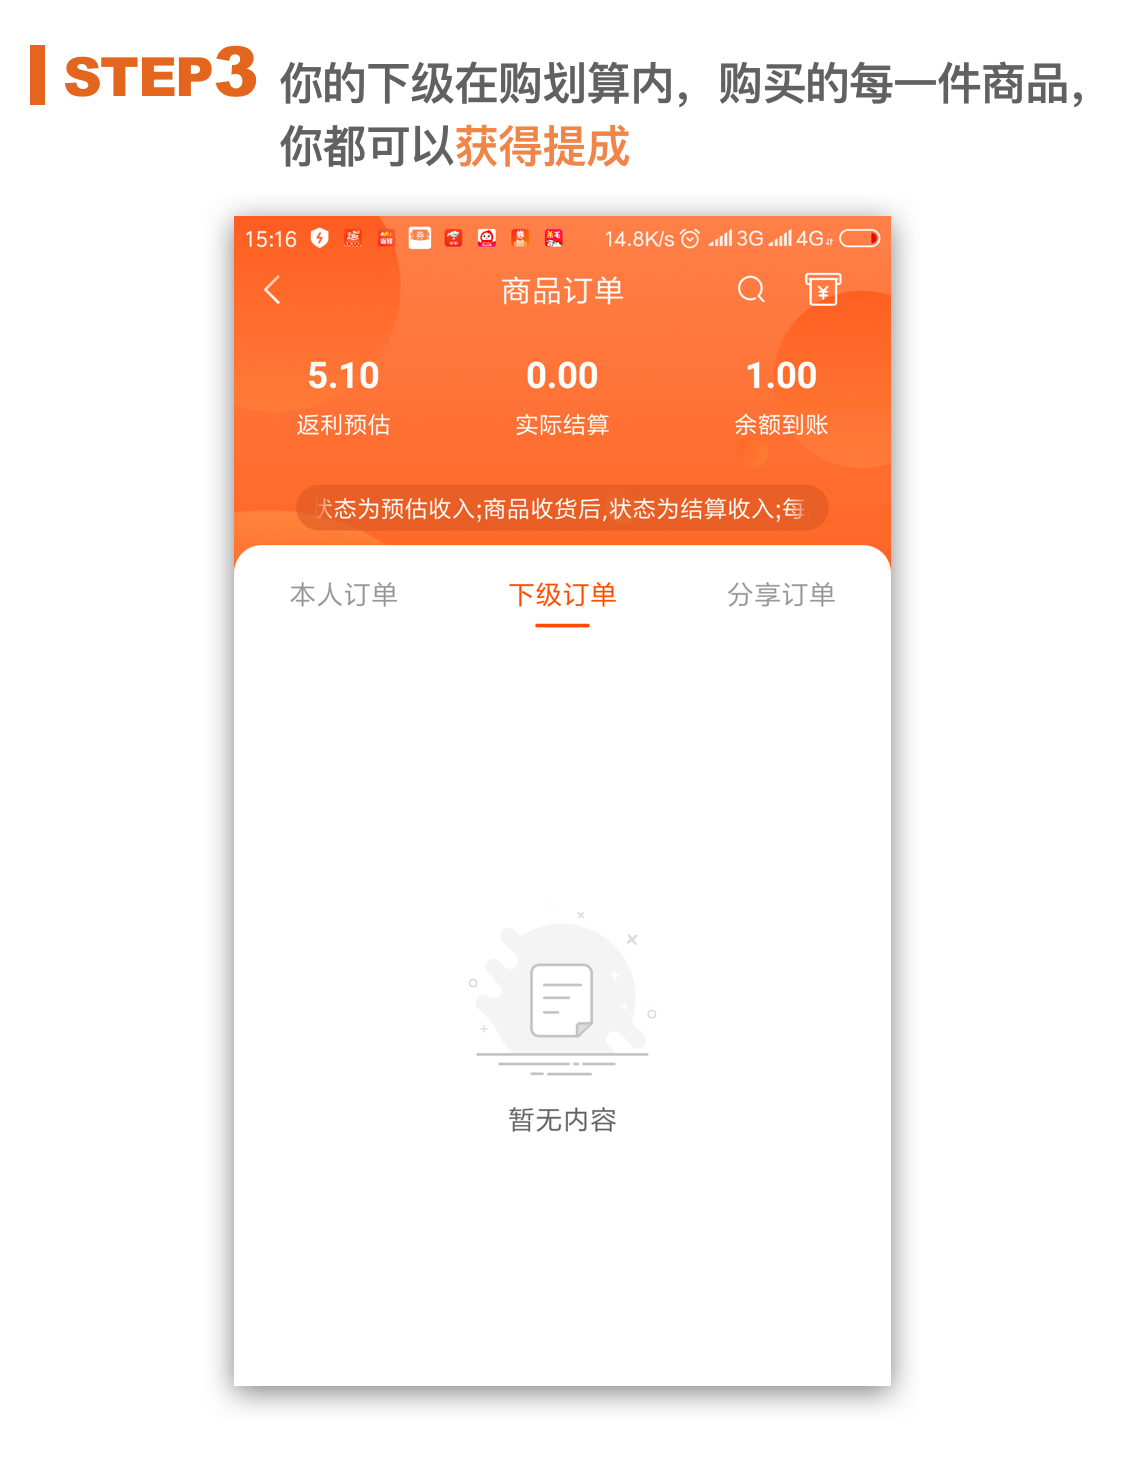 STEP3
你的下级在购划算内，购买的每一件商品，
你都可以获得提成
15:16
14.8K/s 3G 4G
商品订单
5.10 0.00 1.00
返利预估 实际结算 余额到账
状态为预估收入;商品收货后,状态为结算收入;每
本人订单 下级订单 分享订单
暂无内容